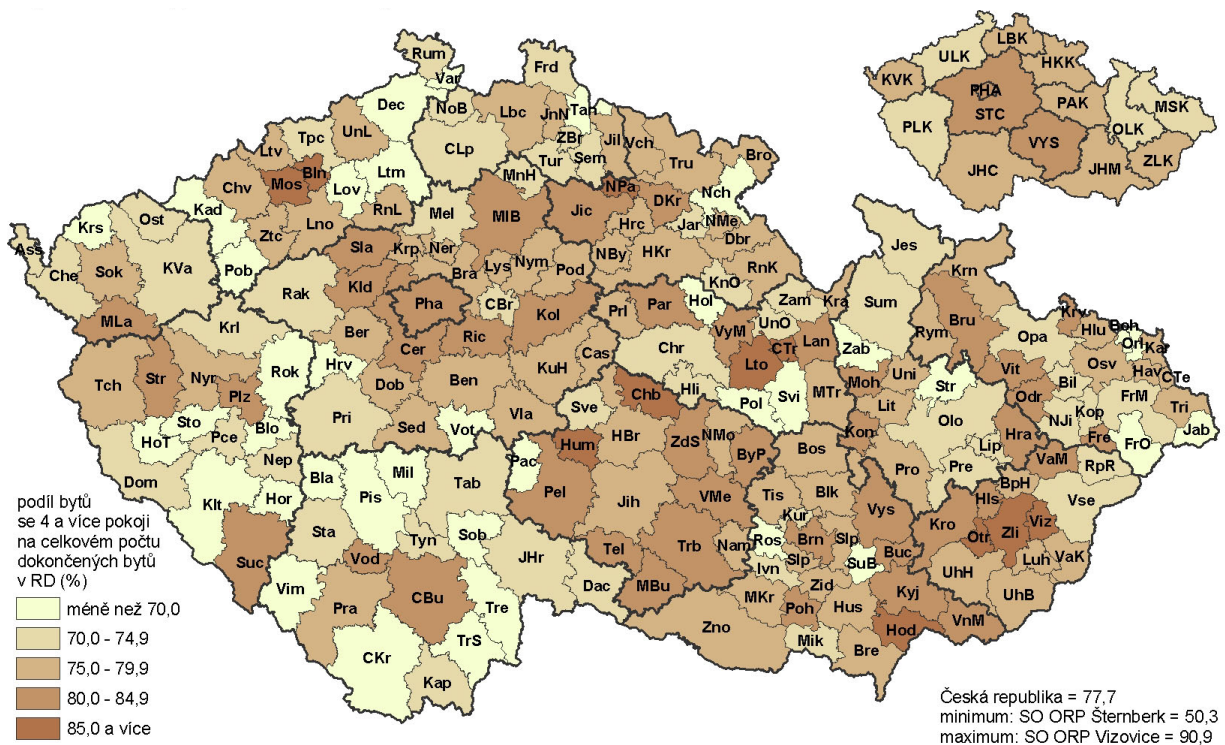 Rum
Frd
Var
Dec
NoB
Lbc
JnN
Tan
Tpc
UnL
ZBr
Jil
Vch
Ltv
CLp
Tur
Sem
Tru
Bro
Bln
Ltm
MnH
Mos
Chv
Lov
NPa
Nch
Kad
RnL
Mel
MlB
Jic
DKr
Krs
Ost
Ztc
Lno
Sla
Krp
Ner
Hrc
Jar
NMe
Dbr
Ass
Che
Sok
KVa
Pob
Kld
Bra
Lys
Nym
Pod
NBy
HKr
RnK
Jes
Rak
Pha
CBr
KnO
Hol
Zam
Kra
Sum
Krn
MLa
Krl
Ber
Ric
Kol
Prl
Par
VyM
UnO
Rym
Bru
Opa
Krv
Hlu
Boh
Orl
Kar
Cer
Chr
CTr
Lan
Zab
Tch
Str
Nyr
Rok
Hrv
KuH
Cas
Lto
Moh
Uni
Str
Vit
Osv
Hav
CTe
Plz
Dob
Ben
Hli
Chb
Pol
Svi
MTr
Lit
Odr
Bil
FrM
Tri
Sto
Pri
Sed
Vla
Sve
Olo
NJi
Kop
HoT
Pce
Blo
Vot
HBr
ZdS
NMo
Kon
Hra
Fre
FrO
Jab
Nep
Hum
ByP
Bos
Lip
VaM
RpR
Dom
Klt
Hor
Bla
Mil
Pac
Tab
Pro
Pre
BpH
Pis
Pel
Jih
VMe
Tis
Blk
Hls
Vse
Sta
Tyn
Sob
Kur
Vys
Kro
Zli
Viz
Suc
Vod
JHr
Tel
Trb
Nam
Ros
Brn
Slp
Slp
Otr
Buc
Luh
VaK
Vim
Pra
CBu
Tre
Dac
MBu
Ivn
SuB
UhH
TrS
MKr
Zid
Kyj
UhB
CKr
Zno
Poh
Hus
VnM
Kap
Mik
Hod
Bre
ULK
LBK
KVK
HKK
PHA
STC
PAK
MSK
PLK
OLK
VYS
ZLK
JHC
JHM
podíl bytů
se 4 a více pokoji
na celkovém počtu
dokončených bytů
v RD (%)
méně než 70,0
70,0 - 74,9
75,0 - 79,9
80,0 - 84,9
85,0 a více
Česká republika = 77,7
minimum: SO ORP Šternberk = 50,3
maximum: SO ORP Vizovice = 90,9